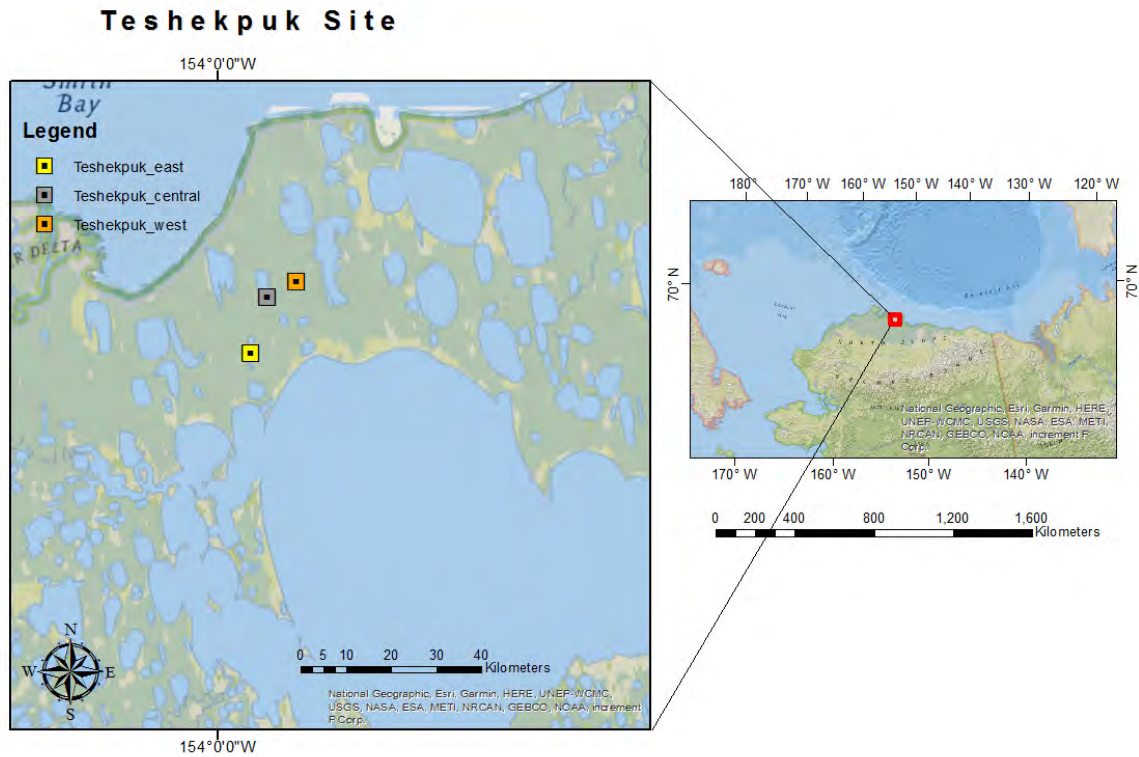 Teshekpuk Site
154°0'0"W
Smith
Bay
Legend
Teshekpuk_east
Teshekpuk_central
Teshekpuk_west
R DELTA
N
W
E
S
0 5 10 20 30 40
Kilometers
National Geographic, Esri, Garmin, HERE, UNEP-WCMC,
USGS, NASA, ESA, METI, NRCAN, GEBCO, NOAA, increment
P Corp.
154°0'0"W
180° 170° W 160° W 150° W 140° W 130° W 120° W
70° N
70° N
North Slope
National Geographic, Esri, Garmin, HERE,
UNEP-WCMC, USGS, NASA, ESA, METI,
NRCAN, GEBCO, NOAA, increment P
Corp.
170° W 160° W 150° W 140° W
0 200 400 800 1,200 1,600
Kilometers